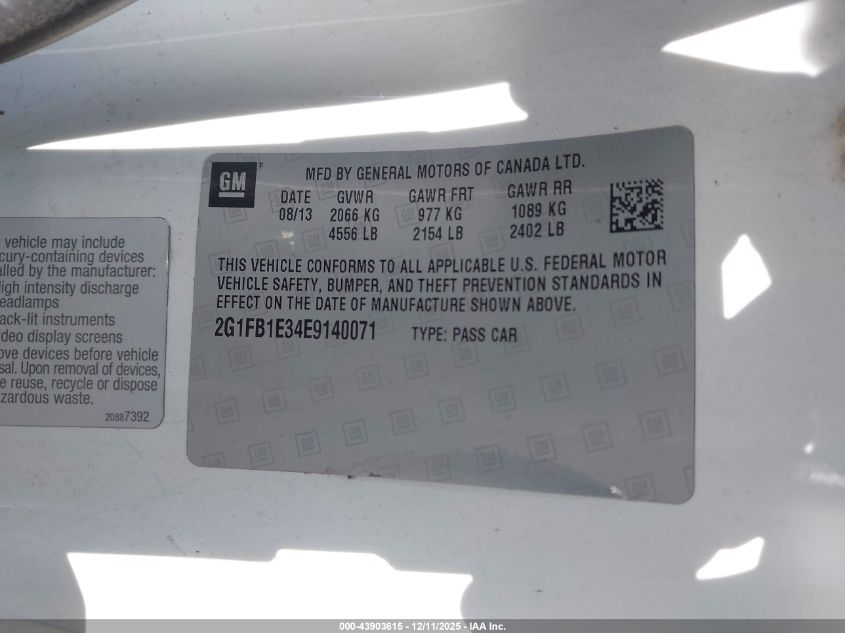 GM
MFD BY GENERAL MOTORS OF CANADA LTD.
DATE GVWR GAWR FRT GAWR RR
08/13 2066 KG 977 KG 1089 KG
4556 LB 2154 LB 2402 LB
THIS VEHICLE CONFORMS TO ALL APPLICABLE U.S. FEDERAL MOTOR
VEHICLE SAFETY, BUMPER, AND THEFT PREVENTION STANDARDS IN
EFFECT ON THE DATE OF MANUFACTURE SHOWN ABOVE.
2G1FB1E34E9140071 TYPE: PASS CAR
vehicle may include
cury-containing devices
alled by the manufacturer:
igh intensity discharge
eadlamps
ack-lit instruments
deo display screens
ove devices before vehicle
sal. Upon removal of devices,
e reuse, recycle or dispose
azardous waste.
20887392
000-43903615 - 12/11/2025 - IAA Inc.